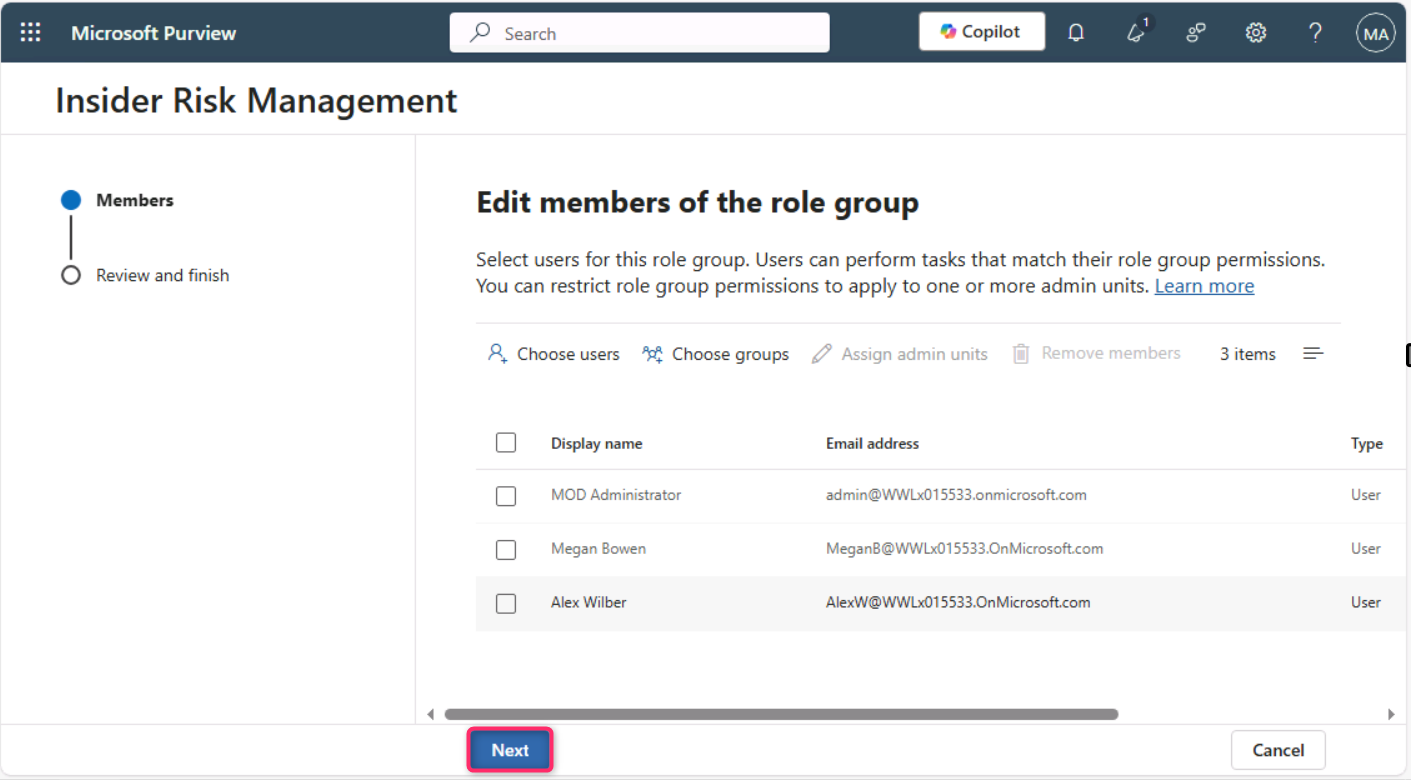 Microsoft Purview
Search
Copilot
1
?
MA
Insider Risk Management
Members
Review and finish
Edit members of the role group
Select users for this role group. Users can perform tasks that match their role group permissions.
You can restrict role group permissions to apply to one or more admin units. Learn more
Choose users Choose groups Assign admin units Remove members 3 items
Display name Email address Type
MOD Administrator admin@WWLx015533.onmicrosoft.com User
Megan Bowen MeganB@WWLx015533.OnMicrosoft.com User
Alex Wilber AlexW@WWLx015533.OnMicrosoft.com User
Next Cancel